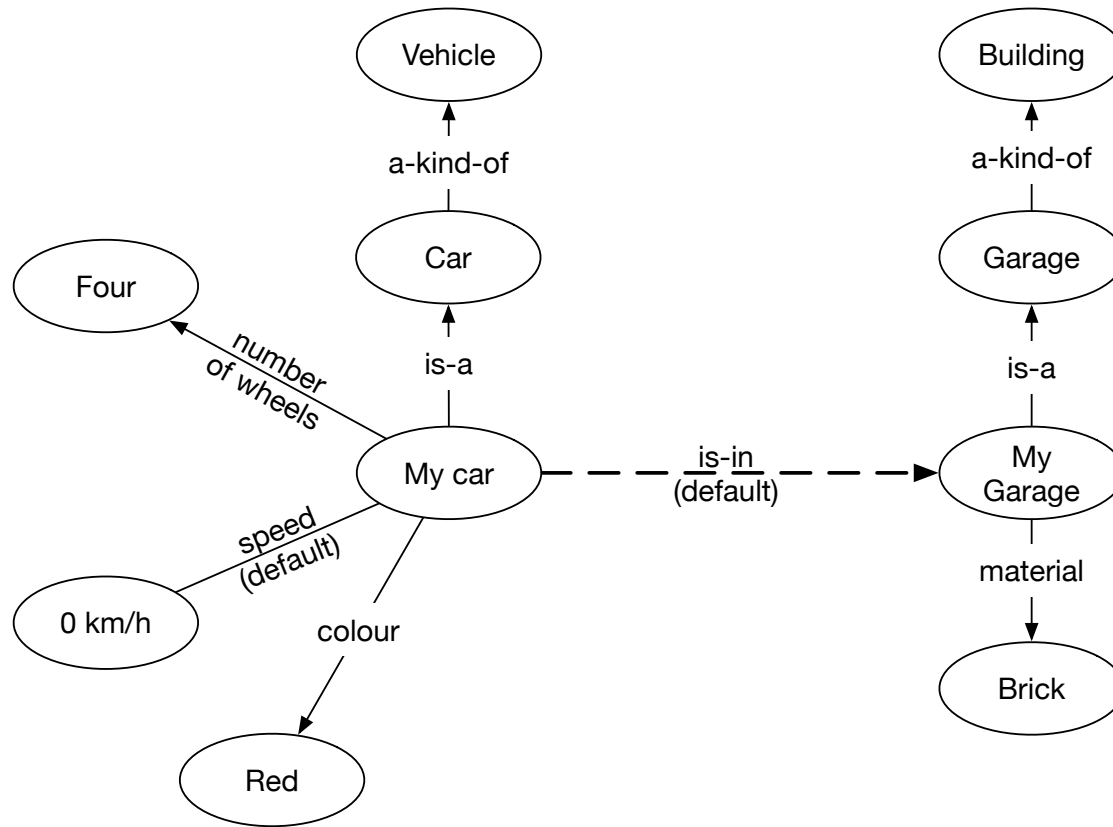 Vehicle
Building
a-kind-of
a-kind-of
Car
Garage
Four
number
of wheels
is-a
is-a
My car
is-in
(default)
My
Garage
speed
(default)
material
0 km/h
colour
Brick
Red